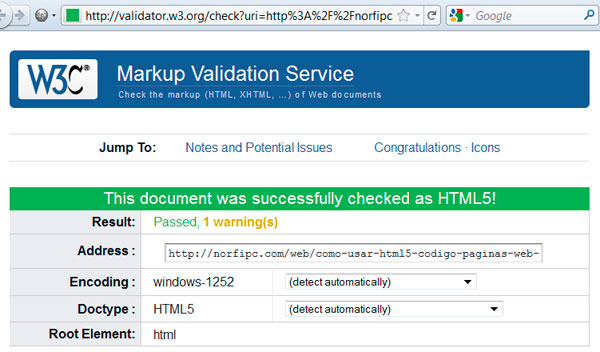 http://validator.w3.org/check?uri=http%3A%2F%2Fnorfipc
Google
W3C®
Markup Validation Service
Check the markup (HTML, XHTML, ...) of Web documents
Jump To: Notes and Potential Issues Congratulations · Icons
This document was successfully checked as HTML5!
Result: Passed, 1 warning(s)
Address : http://norfipc.com/web/como-usar-html5-codigo-paginas-web-
Encoding : windows-1252 (detect automatically)
Doctype : HTML5 (detect automatically)
Root Element: html